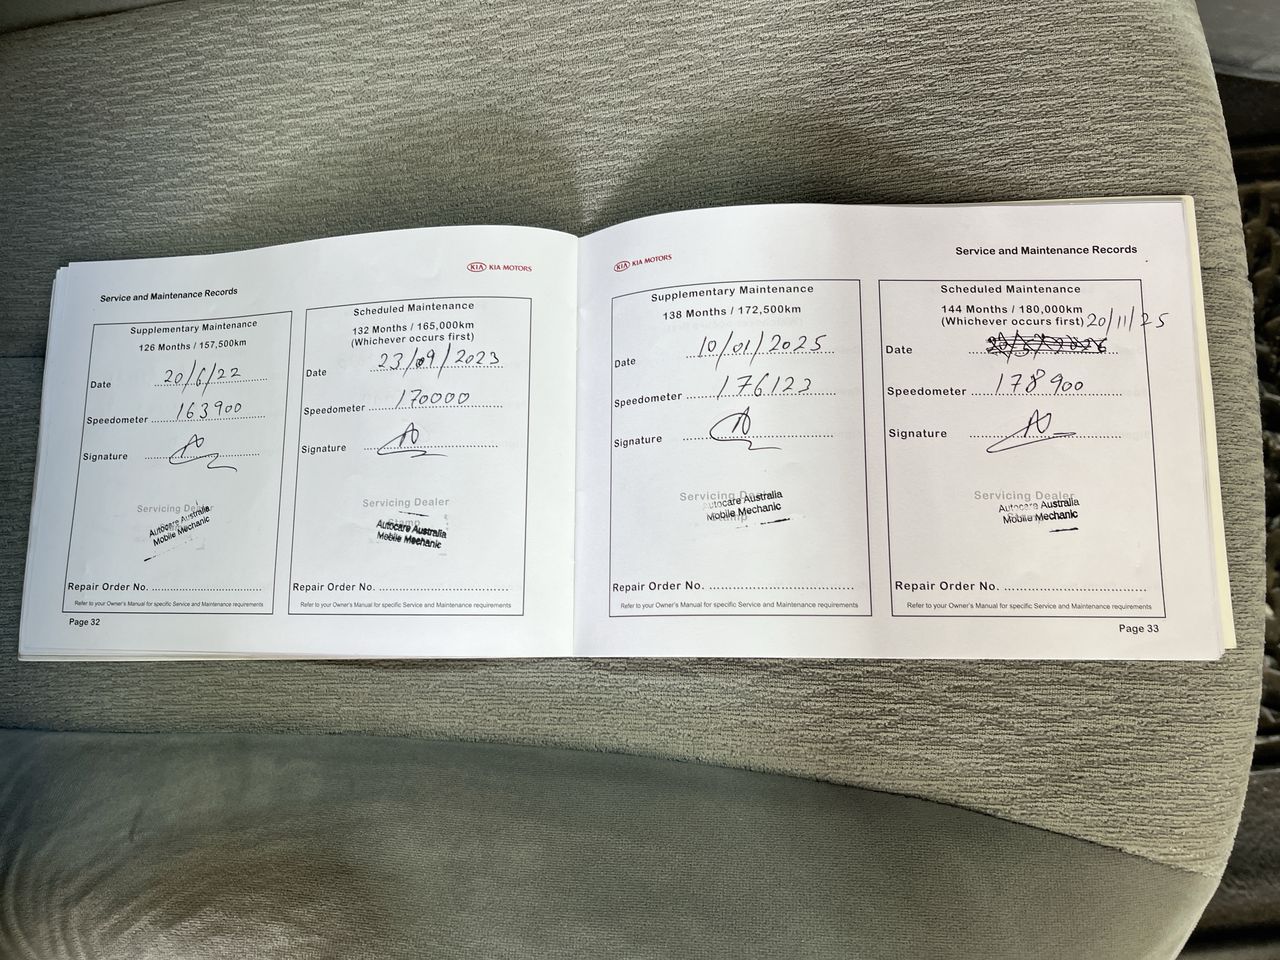 Service and Maintenance Records
KIA KIA MOTORS
Supplementary Maintenance
126 Months / 157,500km
Date 20/6/22
Speedometer 163900
Signature
Servicing Dealer
Autocare Australia
Mobile Mechanic
Repair Order No.
Refer to your Owner's Manual for specific Service and Maintenance requirements
Scheduled Maintenance
132 Months / 165,000km
(Whichever occurs first)
Date 23/09/2023
Speedometer 170000
Signature
Servicing Dealer
Stamp
Autocare Australia
Mobile Mechanic
Repair Order No.
Refer to your Owner's Manual for specific Service and Maintenance requirements
Page 32
KIA KIA MOTORS
Service and Maintenance Records
Supplementary Maintenance
138 Months / 172,500km
Date 10/01/2025
Speedometer 176123
Signature
Servicing Dealer
Autocare Australia
Mobile Mechanic
Repair Order No.
Refer to your Owner's Manual for specific Service and Maintenance requirements
Scheduled Maintenance
144 Months / 180,000km
(Whichever occurs first) 20/11/25
Date
Speedometer 178900
Signature
Servicing Dealer
Autocare Australia
Mobile Mechanic
Repair Order No.
Refer to your Owner's Manual for specific Service and Maintenance requirements
Page 33